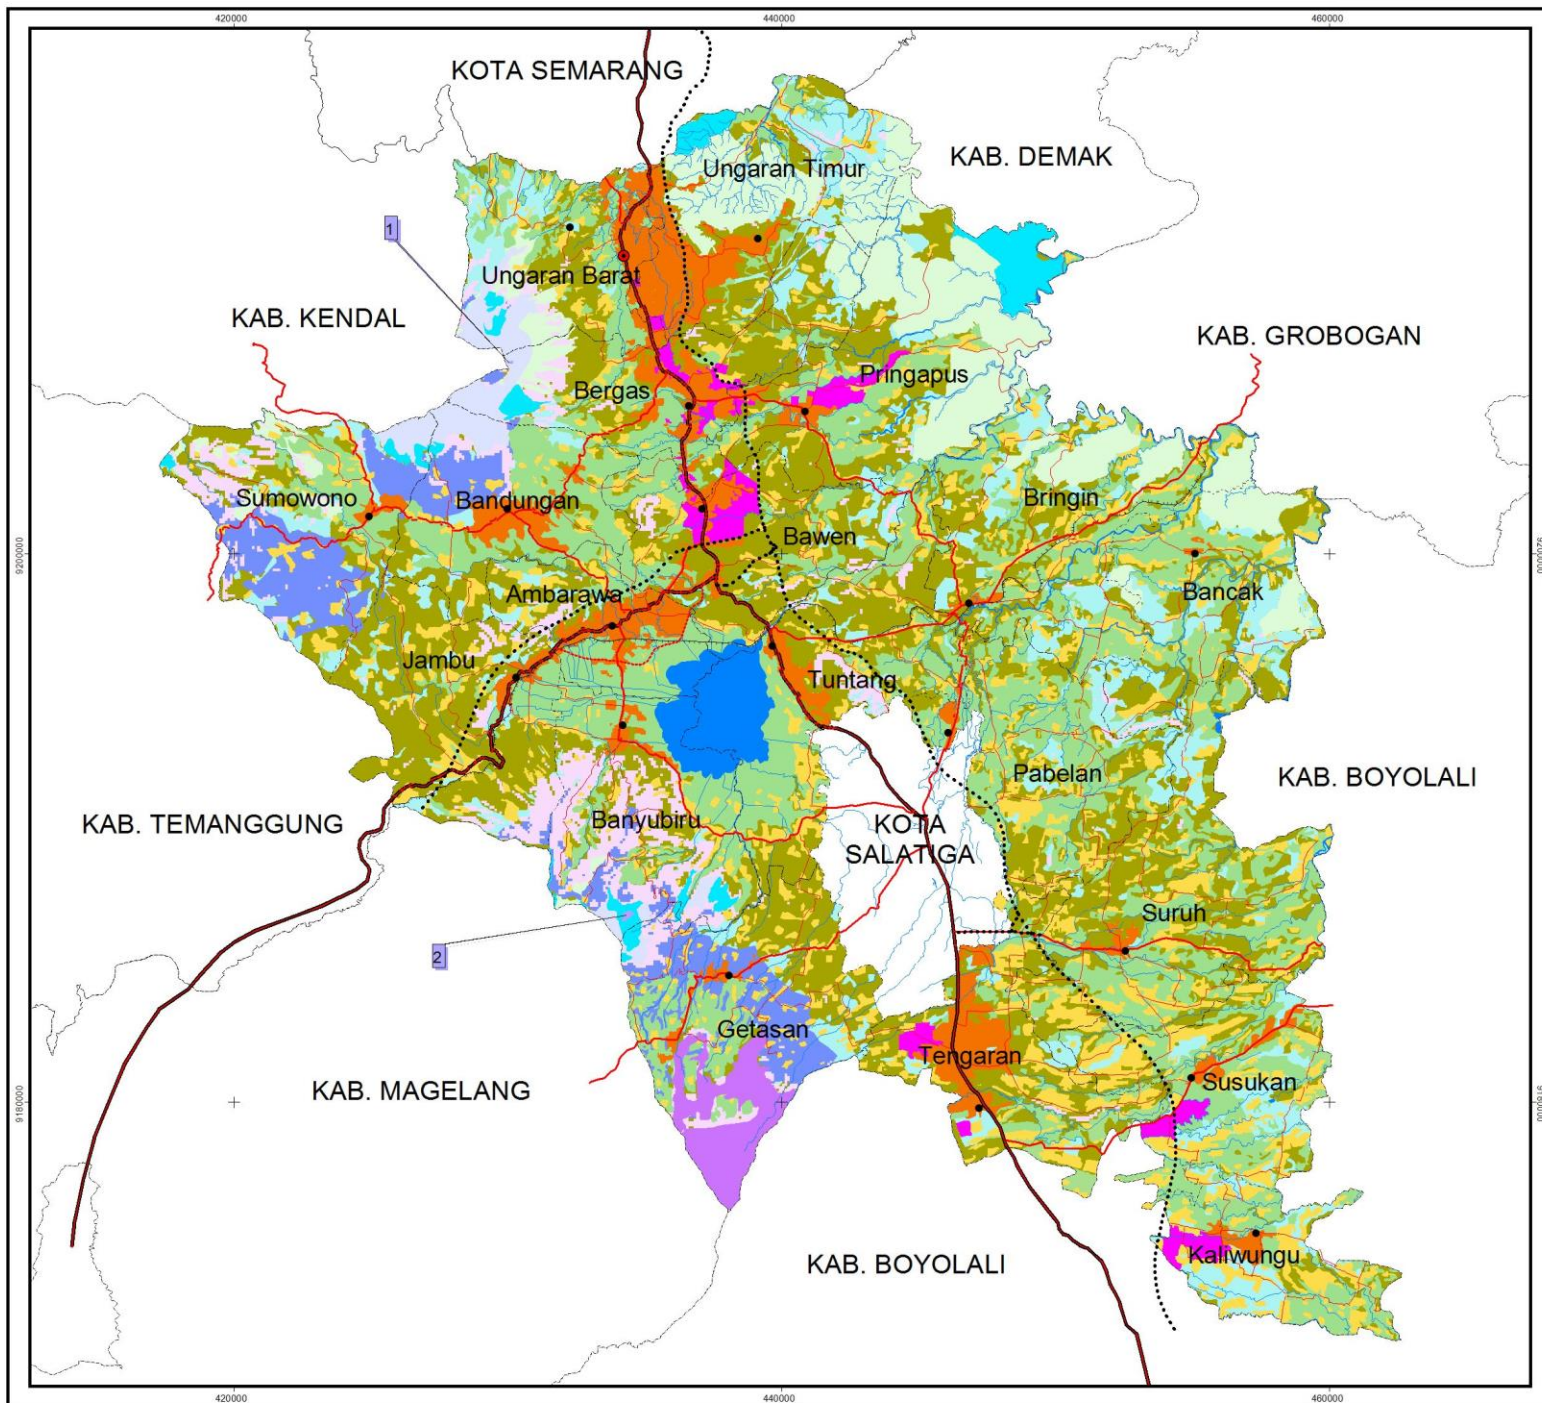 420000 440000 460000
KOTA SEMARANG
KAB. DEMAK
Ungaran Timur
1
Ungaran Barat
KAB. KENDAL
KAB. GROBOGAN
Pringapus
Bergas
Sumowono
Bandungan
Bringin
Bawen
9200000
9200000
Ambarawa
Bancak
Jambu
Tuntang
Pabelan
KAB. BOYOLALI
KAB. TEMANGGUNG
Banyubiru
KOTA
SALATIGA
Suruh
2
Getasan
Tengaran
Susukan
KAB. MAGELANG
9180000
9180000
Kaliwungu
KAB. BOYOLALI
420000 440000 460000